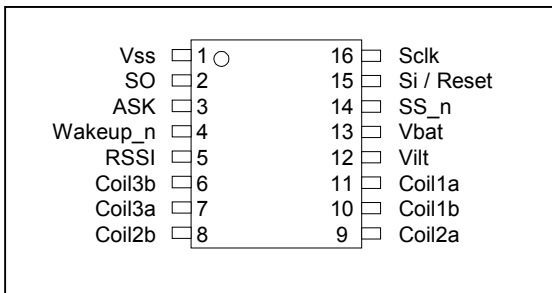 Vss 1 16 Sclk
SO 2 15 Si / Reset
ASK 3 14 SS_n
Wakeup_n 4 13 Vbat
RSSI 5 12 Vilt
Coil3b 6 11 Coil1a
Coil3a 7 10 Coil1b
Coil2b 8 9 Coil2a